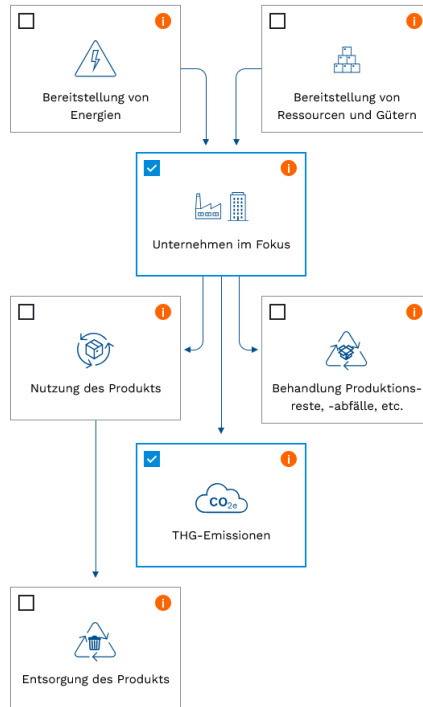 Bereitstellung von
Energien
Bereitstellung von
Ressourcen und Gütern
Unternehmen im Fokus
Nutzung des Produkts
Behandlung Produktions-
reste, -abfälle, etc.
CO2e
THG-Emissionen
Entsorgung des Produkts